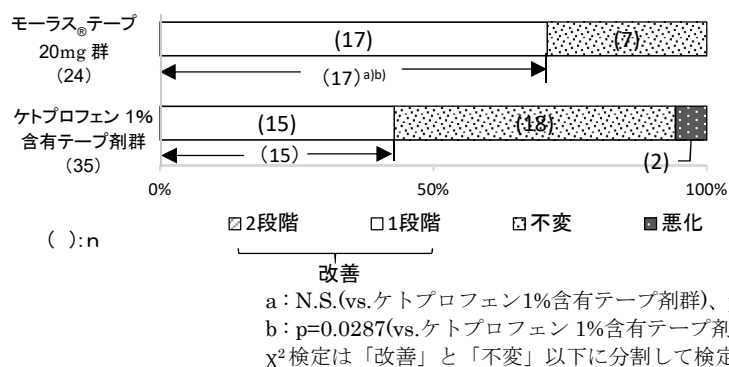 モーラス®テープ
20mg 群
(24)
(17)
(7)
(17)a)b)
ケトプロフェン 1%
含有テープ剤群
(35)
(15)
(18)
(15)
(2)
0%
50%
100%
( ):n
2段階
1段階
不変
悪化
改善
a：N.S.(vs.ケトプロフェン1%含有テープ剤群)、
b：p=0.0287(vs.ケトプロフェン 1%含有テープ剤
χ²検定は「改善」と「不変」以下に分割して検定